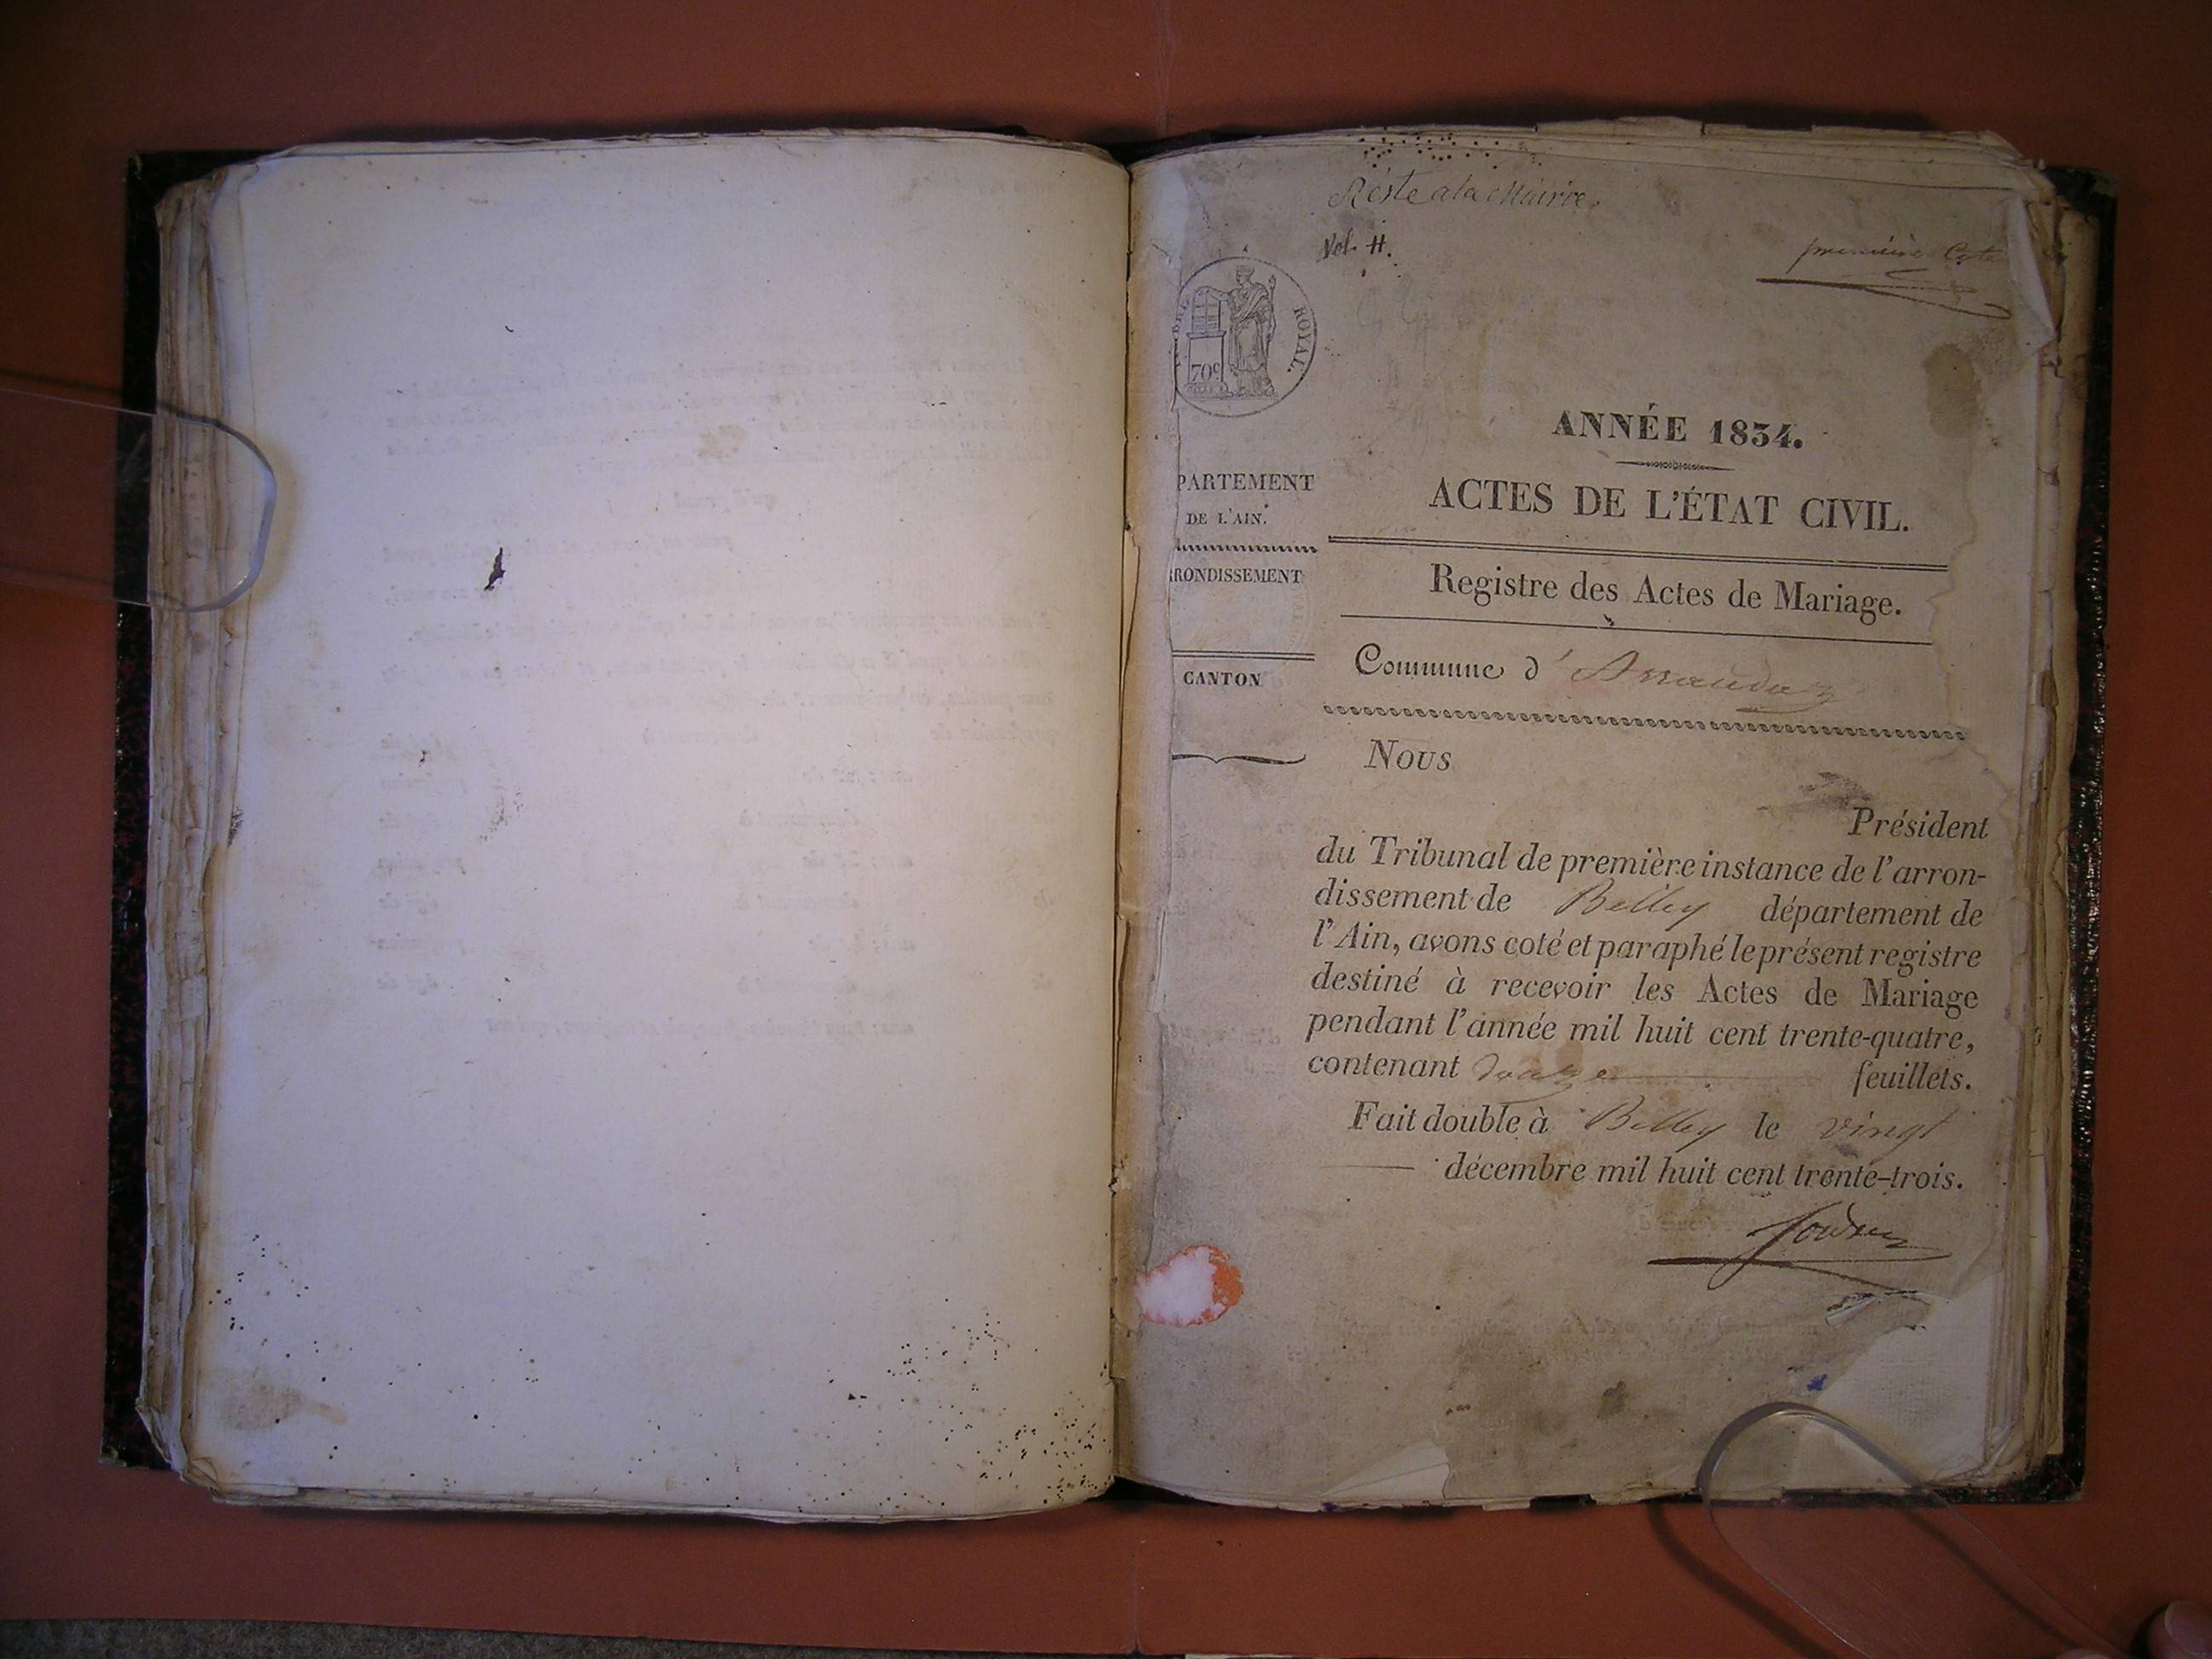 Reste a la Mairie
Vol. H.
première Cote
ROYAL.
70c
ANNÉE 1834.
PARTEMENT
DE L'AIN.
ACTES DE L'ÉTAT CIVIL.
RONDISSEMENT
Registre des Actes de Mariage.
CANTON
Commune d' Arrandas
Nous
Président
du Tribunal de première instance de l'arron-
dissement de Belley département de
l'Ain, avons coté et paraphé le présent registre
destiné à recevoir les Actes de Mariage
pendant l'année mil huit cent trente-quatre,
contenant douze feuillets.
Fait double à Belley le vingt
décembre mil huit cent trente-trois.